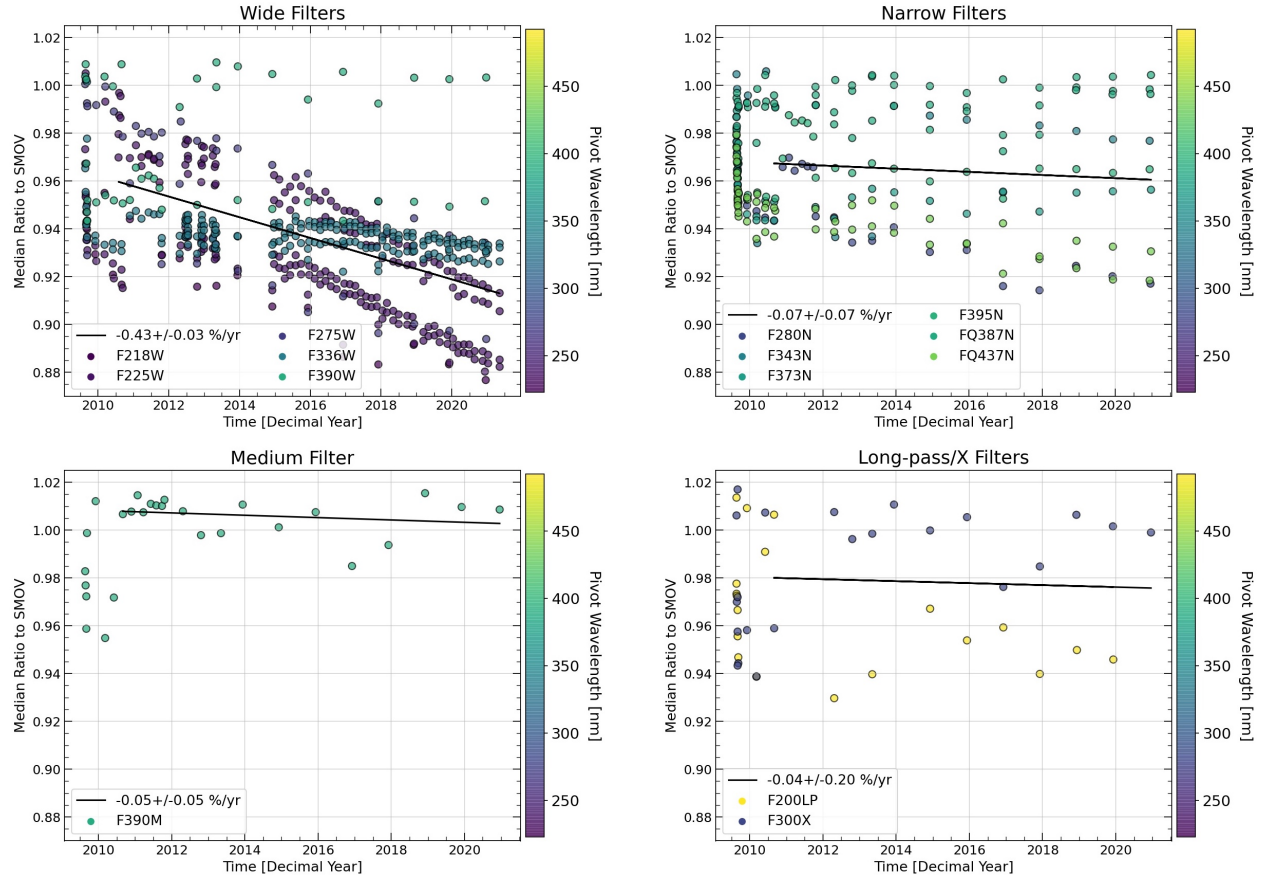 Wide Filters
Median Ratio to SMOV
1.02
1.00
0.98
0.96
0.94
0.92
0.90
0.88
2010
2012
2014
2016
2018
2020
Time [Decimal Year]
-0.43+/-0.03 %/yr
F218W
F225W
F275W
F336W
F390W
450
400
350
300
250
Pivot Wavelength [nm]
Narrow Filters
Median Ratio to SMOV
1.02
1.00
0.98
0.96
0.94
0.92
0.90
0.88
2010
2012
2014
2016
2018
2020
Time [Decimal Year]
-0.07+/-0.07 %/yr
F280N
F343N
F373N
F395N
FQ387N
FQ437N
450
400
350
300
250
Pivot Wavelength [nm]
Medium Filter
Median Ratio to SMOV
1.02
1.00
0.98
0.96
0.94
0.92
0.90
0.88
2010
2012
2014
2016
2018
2020
Time [Decimal Year]
-0.05+/-0.05 %/yr
F390M
450
400
350
300
250
Pivot Wavelength [nm]
Long-pass/X Filters
Median Ratio to SMOV
1.02
1.00
0.98
0.96
0.94
0.92
0.90
0.88
2010
2012
2014
2016
2018
2020
Time [Decimal Year]
-0.04+/-0.20 %/yr
F200LP
F300X
450
400
350
300
250
Pivot Wavelength [nm]